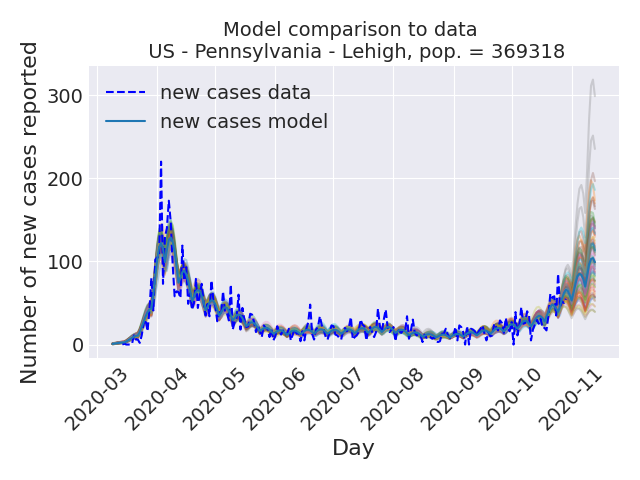 Model comparison to data
US - Pennsylvania - Lehigh, pop. = 369318
Number of new cases reported
300
200
100
0
new cases data
new cases model
2020-03
2020-04
2020-05
2020-06
2020-07
2020-08
2020-09
2020-10
2020-11
Day